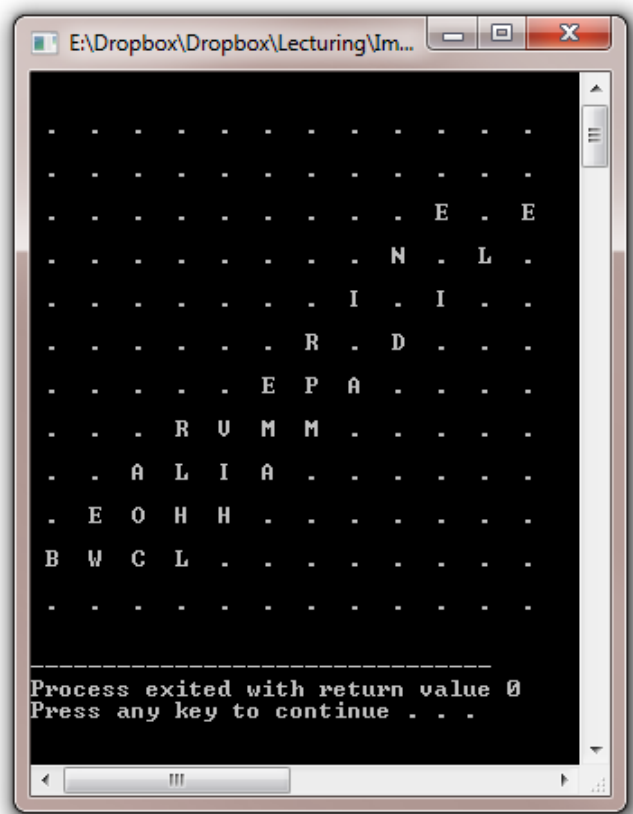 E:\Dropbox\Dropbox\Lecturing\Im...
. . . . . . . . . . . .
. . . . . . . . . . . .
. . . . . . . . . E . E
. . . . . . . . N . L .
. . . . . . . I . I . .
. . . . . . R . D . . .
. . . . . E P A . . . .
. . . R V M M . . . . .
. . A L I A . . . . . .
. E O H H . . . . . . .
B W C L . . . . . . . .
. . . . . . . . . . . .
--------------------------------
Process exited with return value 0
Press any key to continue . . .